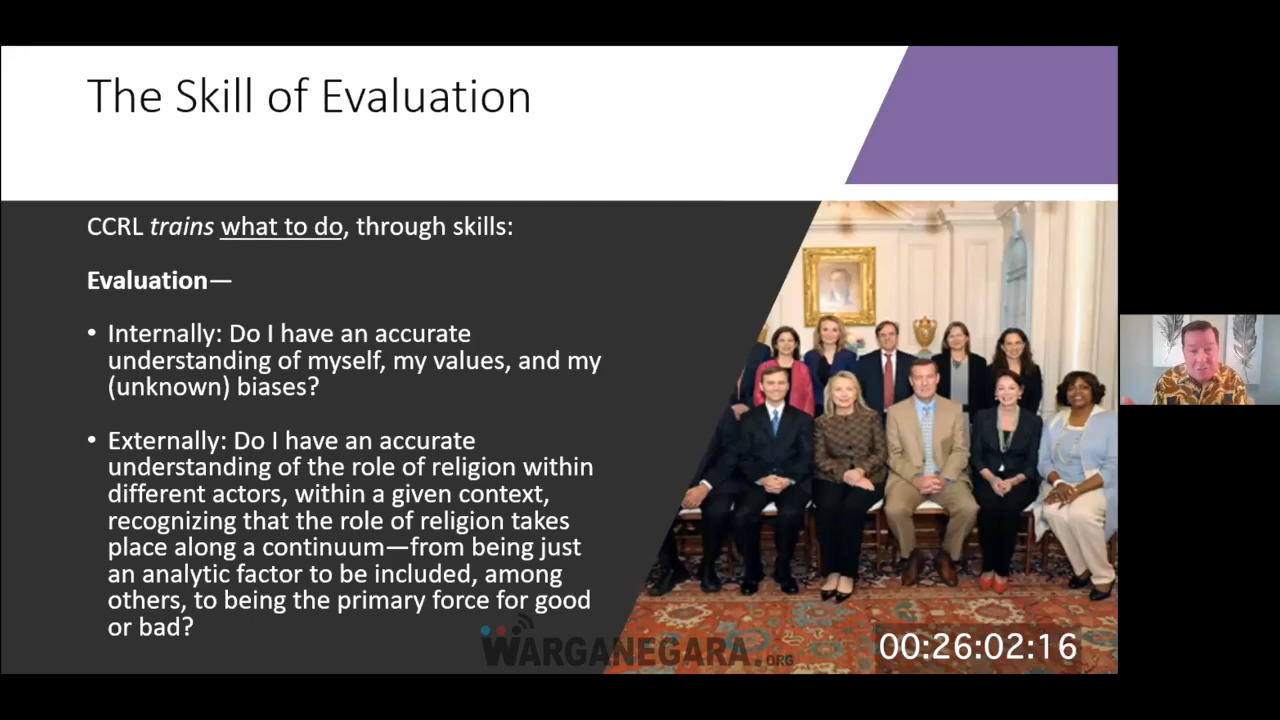 The Skill of Evaluation
CCRL trains what to do, through skills:
Evaluation—
• Internally: Do I have an accurate
understanding of myself, my values, and my
(unknown) biases?
• Externally: Do I have an accurate
understanding of the role of religion within
different actors, within a given context,
recognizing that the role of religion takes
place along a continuum—from being just
an analytic factor to be included, among
others, to being the primary force for good
or bad?
WARGANEGARA.ORG
00:26:02:16